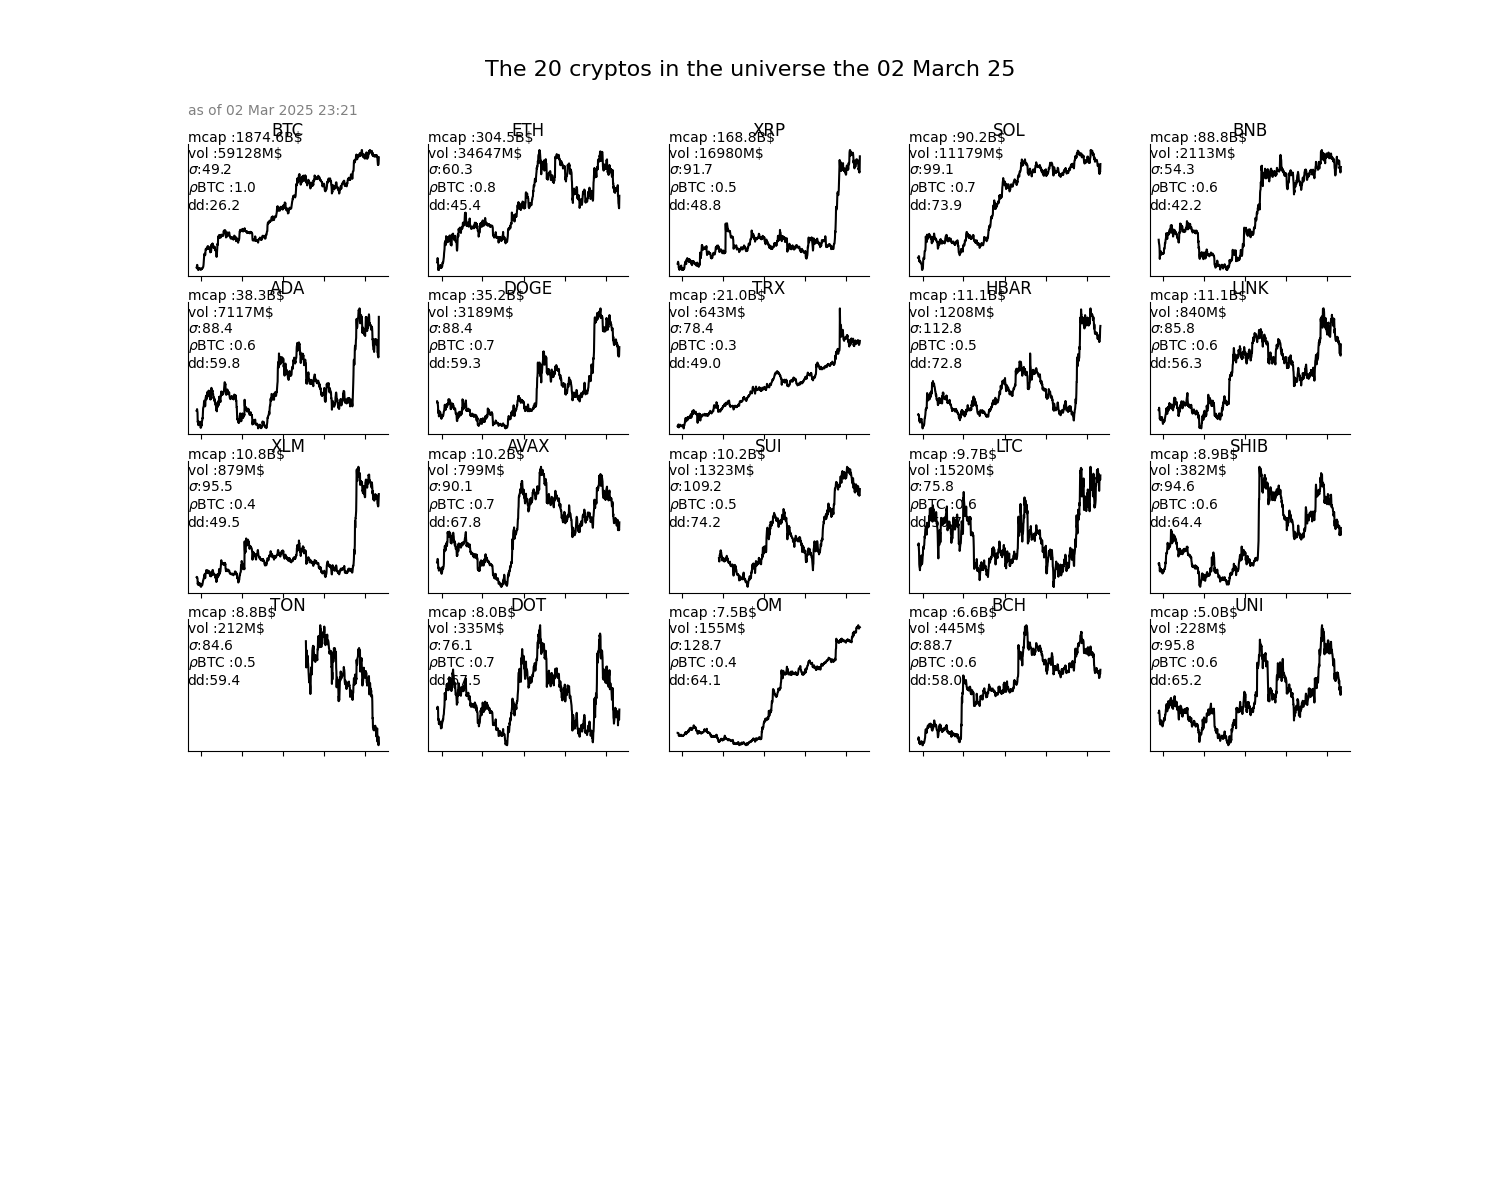 The 20 cryptos in the universe the 02 March 25
as of 02 Mar 2025 23:21
BTC
mcap :1874.6B$
vol :59128M$
σ:49.2
ρBTC :1.0
dd:26.2
ETH
mcap :304.5B$
vol :34647M$
σ:60.3
ρBTC :0.8
dd:45.4
XRP
mcap :168.8B$
vol :16980M$
σ:91.7
ρBTC :0.5
dd:48.8
SOL
mcap :90.2B$
vol :11179M$
σ:99.1
ρBTC :0.7
dd:73.9
BNB
mcap :88.8B$
vol :2113M$
σ:54.3
ρBTC :0.6
dd:42.2
ADA
mcap :38.3B$
vol :7117M$
σ:88.4
ρBTC :0.6
dd:59.8
DOGE
mcap :35.2B$
vol :3189M$
σ:88.4
ρBTC :0.7
dd:59.3
TRX
mcap :21.0B$
vol :643M$
σ:78.4
ρBTC :0.3
dd:49.0
HBAR
mcap :11.1B$
vol :1208M$
σ:112.8
ρBTC :0.5
dd:72.8
LINK
mcap :11.1B$
vol :840M$
σ:85.8
ρBTC :0.6
dd:56.3
XLM
mcap :10.8B$
vol :879M$
σ:95.5
ρBTC :0.4
dd:49.5
AVAX
mcap :10.2B$
vol :799M$
σ:90.1
ρBTC :0.7
dd:67.8
SUI
mcap :10.2B$
vol :1323M$
σ:109.2
ρBTC :0.5
dd:74.2
LTC
mcap :9.7B$
vol :1520M$
σ:75.8
ρBTC :0.6
SHIB
mcap :8.9B$
vol :382M$
σ:94.6
ρBTC :0.6
dd:64.4
TON
mcap :8.8B$
vol :212M$
σ:84.6
ρBTC :0.5
dd:59.4
DOT
mcap :8.0B$
vol :335M$
σ:76.1
ρBTC :0.7
dd:67.5
OM
mcap :7.5B$
vol :155M$
σ:128.7
ρBTC :0.4
dd:64.1
BCH
mcap :6.6B$
vol :445M$
σ:88.7
ρBTC :0.6
dd:58.0
UNI
mcap :5.0B$
vol :228M$
σ:95.8
ρBTC :0.6
dd:65.2